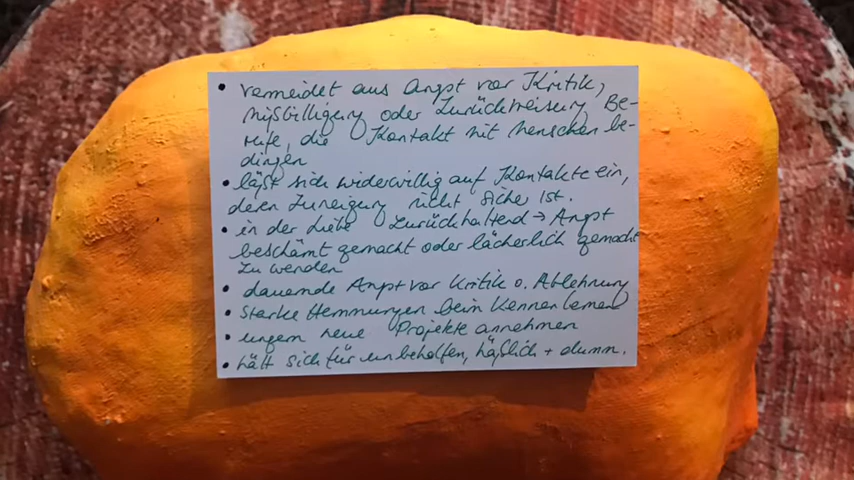 • vermeidet aus Angst vor Kritik,
Mißbilligung oder Zurückweisung Be-
rufe, die Kontakt mit Menschen be-
dingen
• läßt sich widerwillig auf Kontakte ein,
deren Zuneigung nicht sicher ist.
• in der Liebe zurückhaltend → Angst
beschämt gemacht oder lächerlich gemacht
zu werden
• dauernde Angst vor Kritik o. Ablehnung
• starke Hemmungen beim Kennenlernen
• ungern neue Projekte annehmen
• hält sich für unbeholfen, häßlich + dumm.